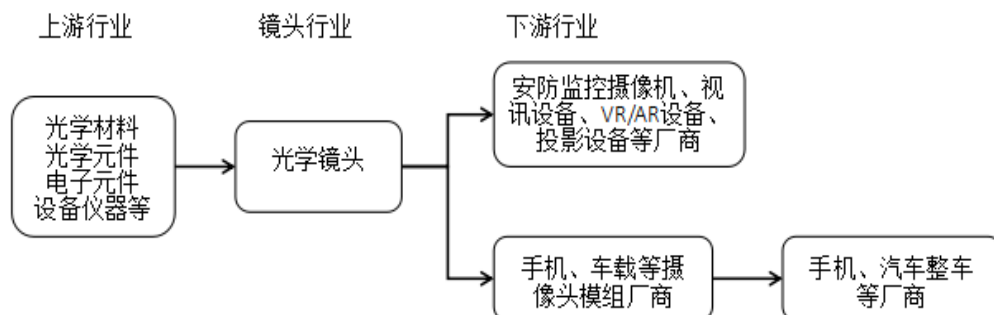 上游行业
镜头行业
下游行业
光学材料
光学元件
电子元件
设备仪器等
光学镜头
安防监控摄像机、视
讯设备、VR/AR设备、
投影设备等厂商
手机、车载等摄
像头模组厂商
手机、汽车整车
等厂商